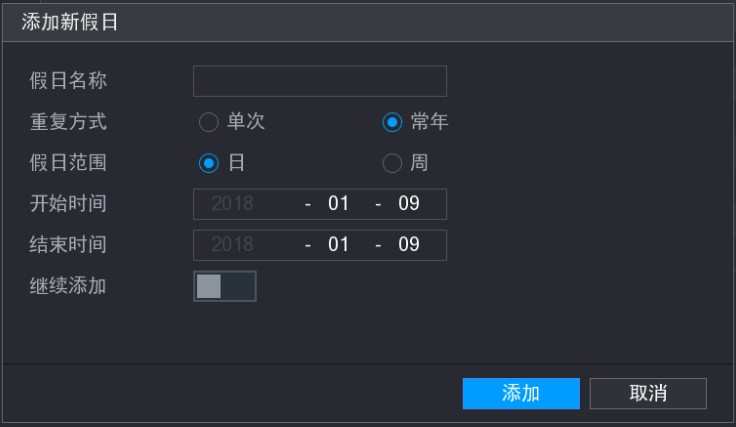 添加新假日
假日名称
重复方式 单次 常年
假日范围 日 周
开始时间 2018 - 01 - 09
结束时间 2018 - 01 - 09
继续添加
添加 取消